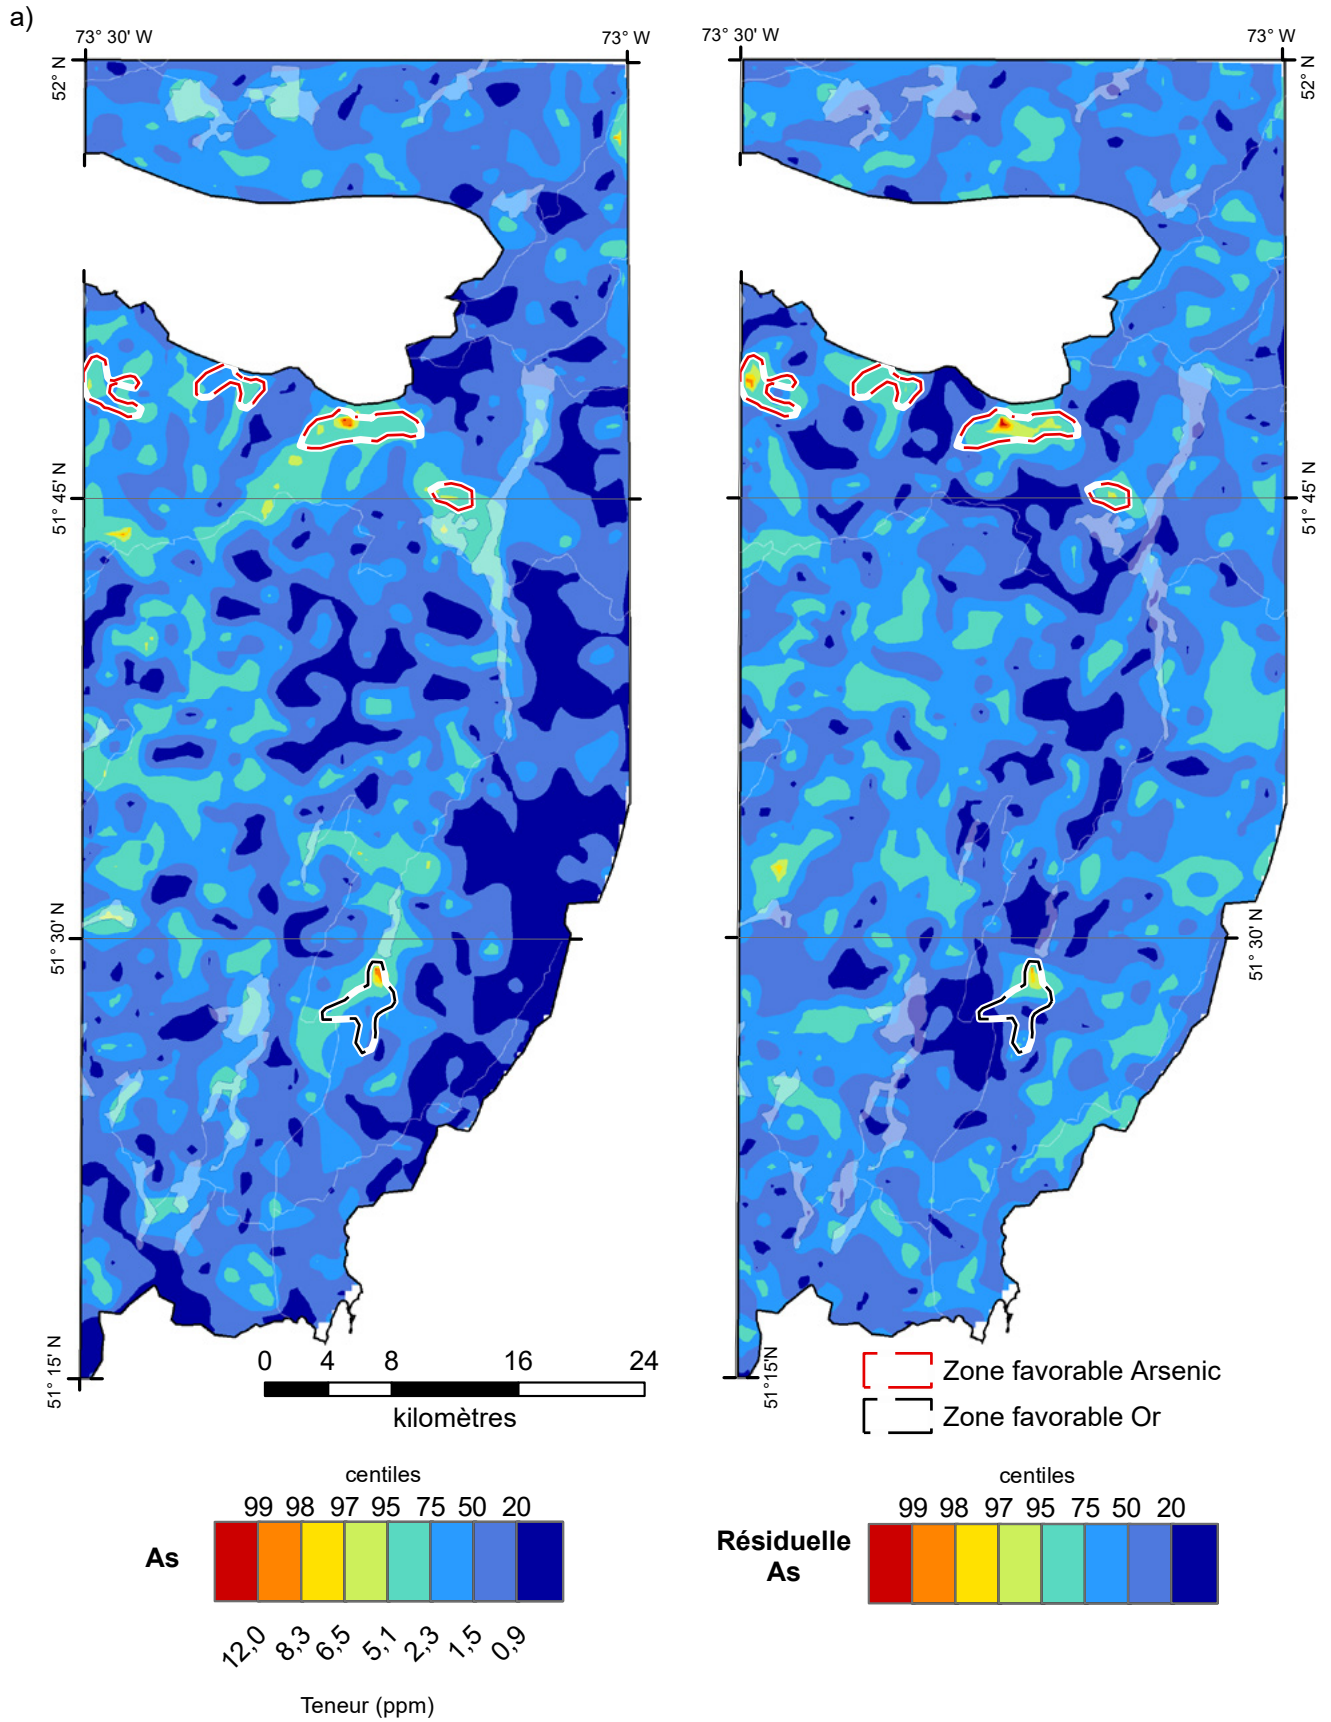 a)
73° 30' W
73° W
73° 30' W
73° W
52° N
52° N
51° 45' N
51° 45' N
51° 30' N
51° 30' N
51° 15' N
51° 15'N
0 4 8 16 24
kilomètres
Zone favorable Arsenic
Zone favorable Or
centiles
99 98 97 95 75 50 20
As
12,0 8,3 6,5 5,1 2,3 1,5 0,9
Teneur (ppm)
centiles
99 98 97 95 75 50 20
Résiduelle
As